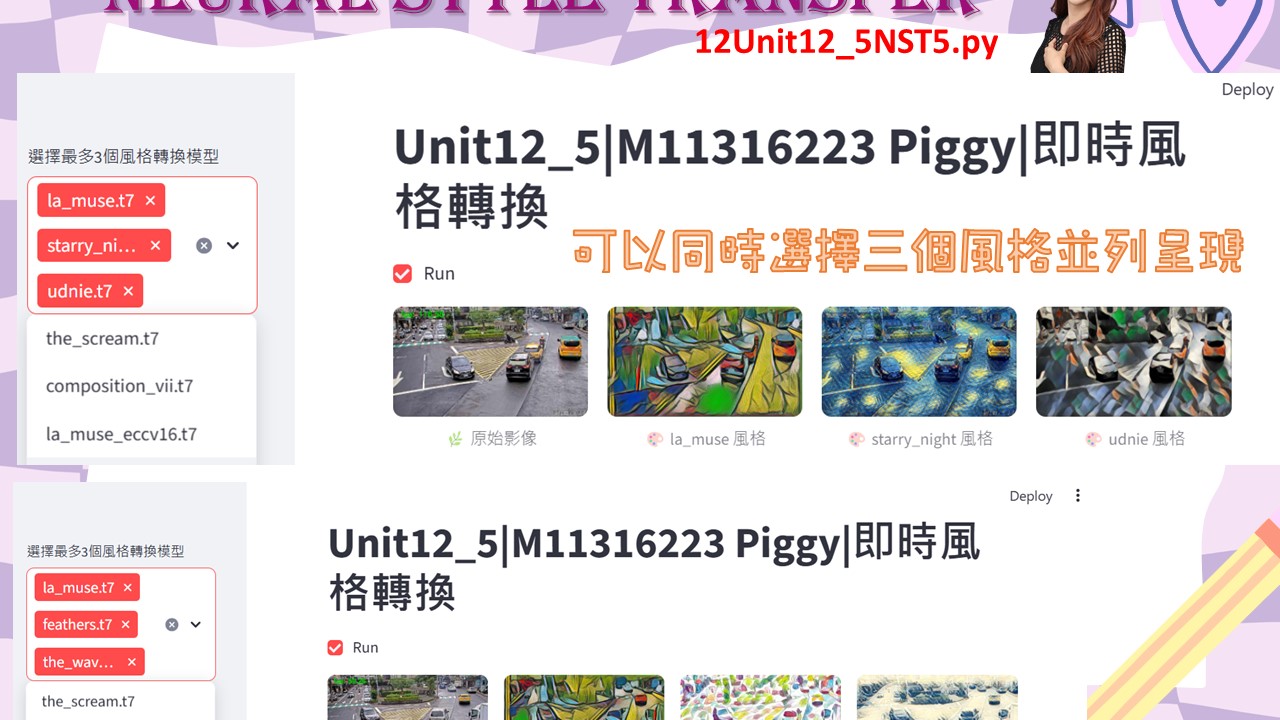 NEURAL STYLE TRANSFER
12Unit12_5NST5.py
Deploy
選擇最多3個風格轉換模型
la_muse.t7 ×
starry_ni… ×
udnie.t7 ×
the_scream.t7
composition_vii.t7
la_muse_eccv16.t7
Unit12_5|M11316223 Piggy|即時風
格轉換
可以同時選擇三個風格並列呈現
Run
原始影像
la_muse 風格
starry_night 風格
udnie 風格
Deploy
選擇最多3個風格轉換模型
la_muse.t7 ×
feathers.t7 ×
the_wav… ×
the_scream.t7
Unit12_5|M11316223 Piggy|即時風
格轉換
Run